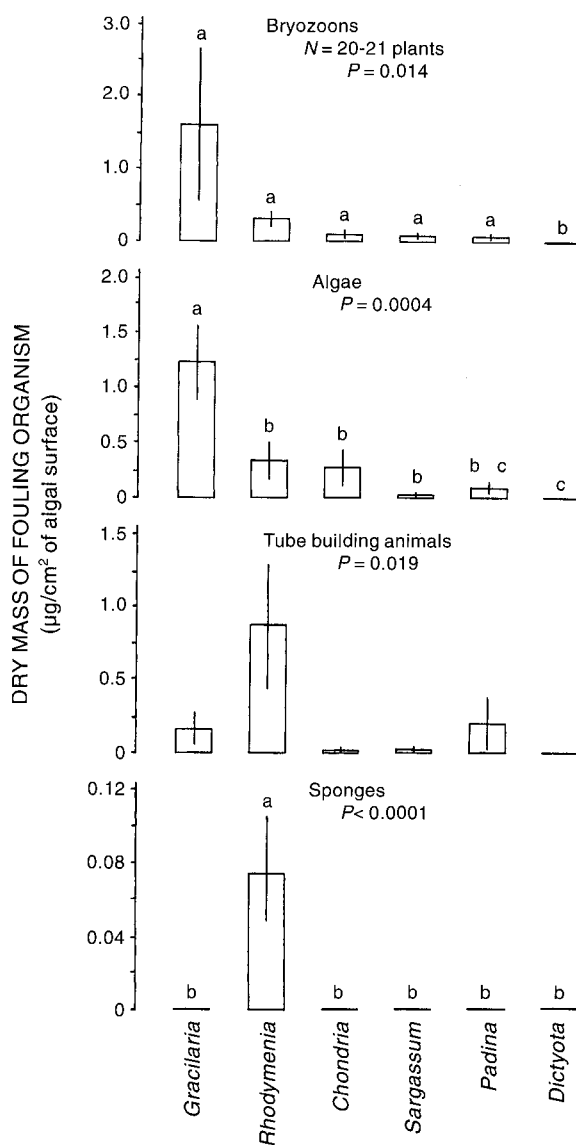 DRY MASS OF FOULING ORGANISM
(μg/cm² of algal surface)
Bryozoons
N = 20-21 plants
P = 0.014
3.0
2.0
1.0
0
a
a
a
a
a
b
Algae
P = 0.0004
2.0
1.5
1.0
0.5
0
a
b
b
b
b c
c
Tube building animals
P = 0.019
1.5
1.0
0.5
0
Sponges
P < 0.0001
0.12
0.08
0.04
0
b
a
b
b
b
b
Gracilaria
Rhodymenia
Chondria
Sargassum
Padina
Dictyota